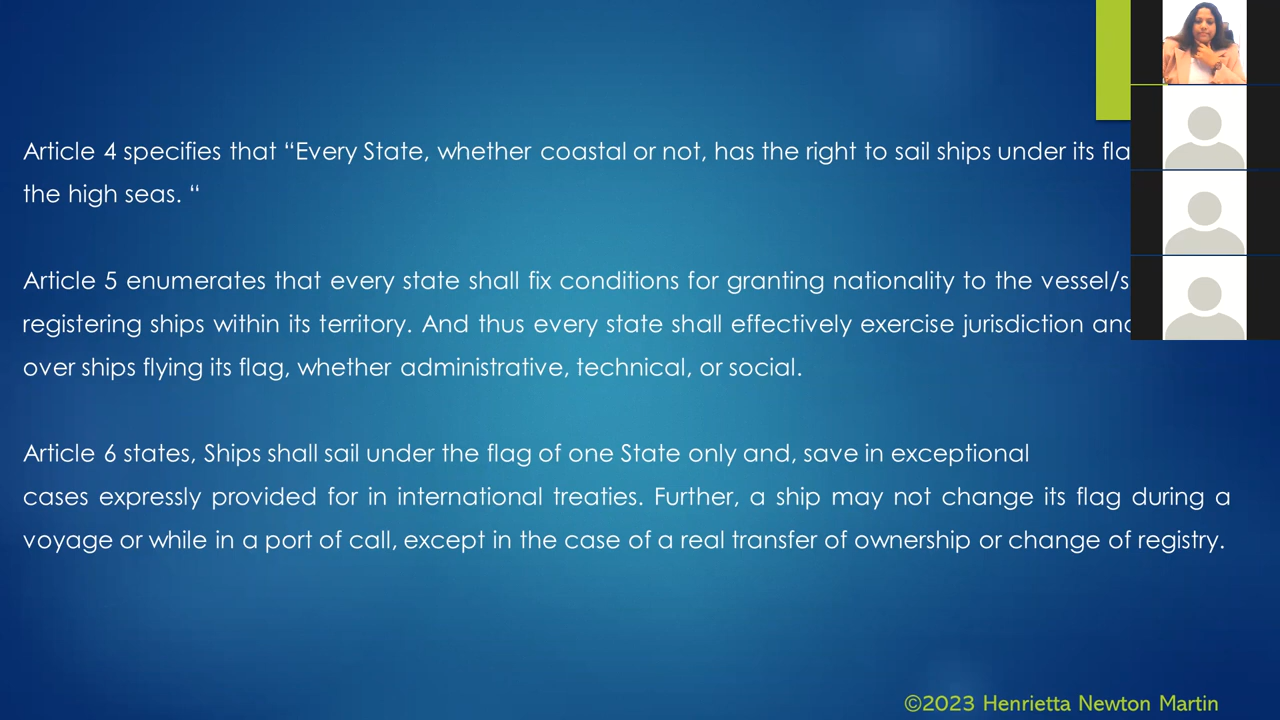 Article 4 specifies that “Every State, whether coastal or not, has the right to sail ships under its
the high seas. “
Article 5 enumerates that every state shall fix conditions for granting nationality to the
registering ships within its territory. And thus every state shall effectively exercise jurisdiction
over ships flying its flag, whether administrative, technical, or social.
Article 6 states, Ships shall sail under the flag of one State only and, save in exceptional
cases expressly provided for in international treaties. Further, a ship may not change its flag during a
voyage or while in a port of call, except in the case of a real transfer of ownership or change of registry.
©2023 Henrietta Newton Martin